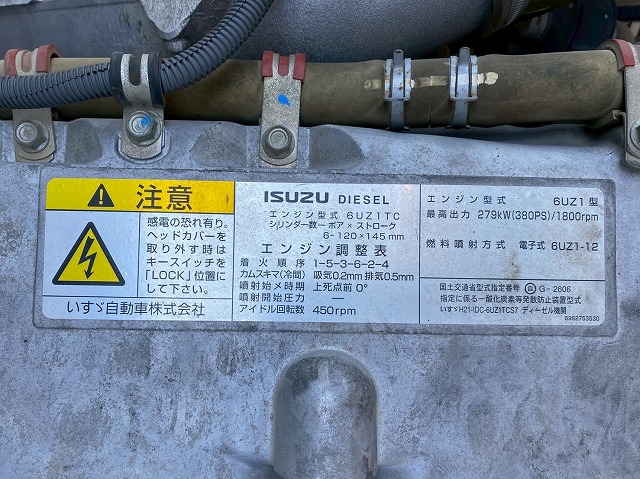 注意
感電の恐れ有り。
ヘッドカバーを
取り外す時は
キースイッチを
「LOCK」位置に
して下さい。
いすゞ自動車株式会社
ISUZU DIESEL
エンジン型式 6UZ1TC
シリンダ数−ボア×ストローク
6-120×145mm
エンジン調整表
着火順序 1-5-3-6-2-4
カムスキマ(冷間) 吸気0.2mm 排気0.5mm
噴射始メ時期 上死点前 0°
噴射開始圧力 —
アイドル回転数 450rpm
エンジン型式 6UZ1型
最高出力 279kW(380PS)/1800rpm
燃料噴射方式 電子式 6UZ1-12
国土交通省型式指定番号 G-2606
指定に係る一酸化炭素等発散防止装置型式
いすゞH21-IDC-6UZ1TCS7 ディーゼル機関
8982753530